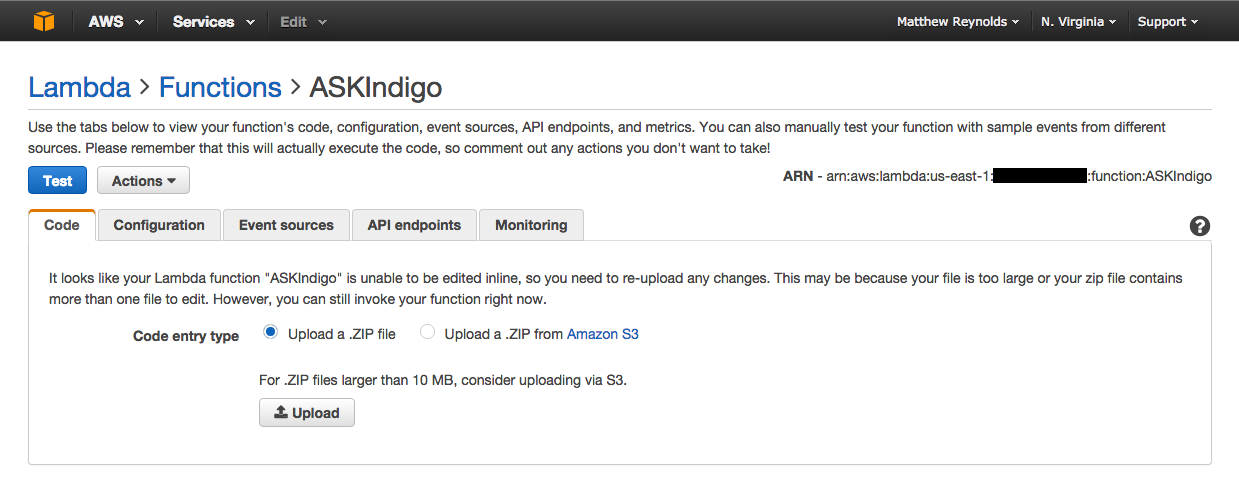 AWS Services Edit Matthew Reynolds N. Virginia Support
Lambda > Functions > ASKIndigo
Use the tabs below to view your function's code, configuration, event sources, API endpoints, and metrics. You can also manually test your function with sample events from different
sources. Please remember that this will actually execute the code, so comment out any actions you don't want to take!
Test Actions ARN - arn:aws:lambda:us-east-1: :function:ASKIndigo
Code Configuration Event sources API endpoints Monitoring ?
It looks like your Lambda function "ASKIndigo" is unable to be edited inline, so you need to re-upload any changes. This may be because your file is too large or your zip file contains
more than one file to edit. However, you can still invoke your function right now.
Code entry type Upload a .ZIP file Upload a .ZIP from Amazon S3
For .ZIP files larger than 10 MB, consider uploading via S3.
Upload